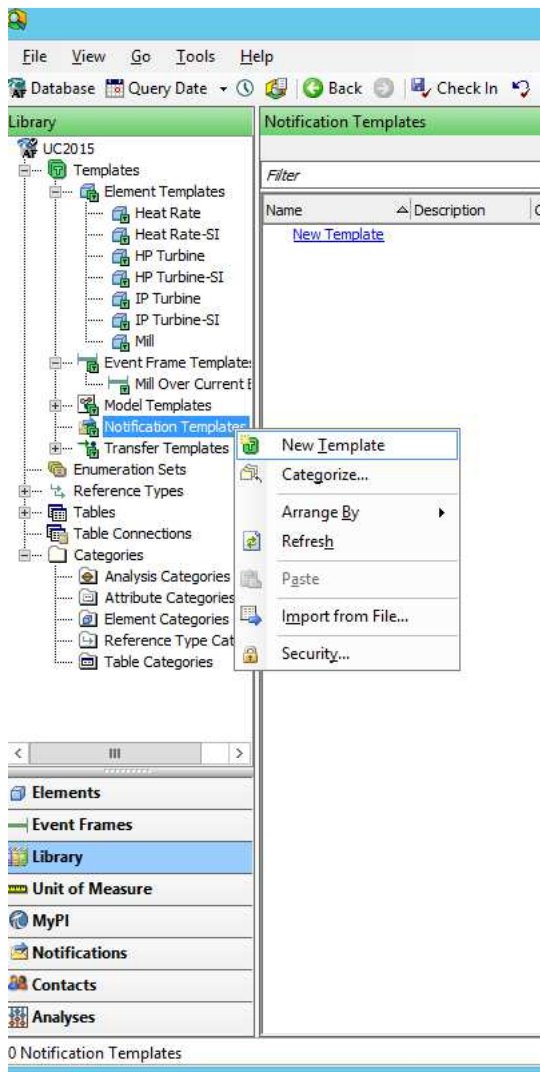 File View Go Tools Help
Database Query Date Back Check In
Library
UC2015
Templates
Element Templates
Heat Rate
Heat Rate-SI
HP Turbine
HP Turbine-SI
IP Turbine
IP Turbine-SI
Mill
Event Frame Template
Mill Over Current E
Model Templates
Notification Templates
Transfer Templates
Enumeration Sets
Reference Types
Tables
Table Connections
Categories
Analysis Categories
Attribute Categories
Element Categories
Reference Type Cat
Table Categories
Notification Templates
Filter
Name Description
New Template
New Template
Categorize...
Arrange By
Refresh
Paste
Import from File...
Security...
Elements
Event Frames
Library
Unit of Measure
MyPI
Notifications
Contacts
Analyses
0 Notification Templates